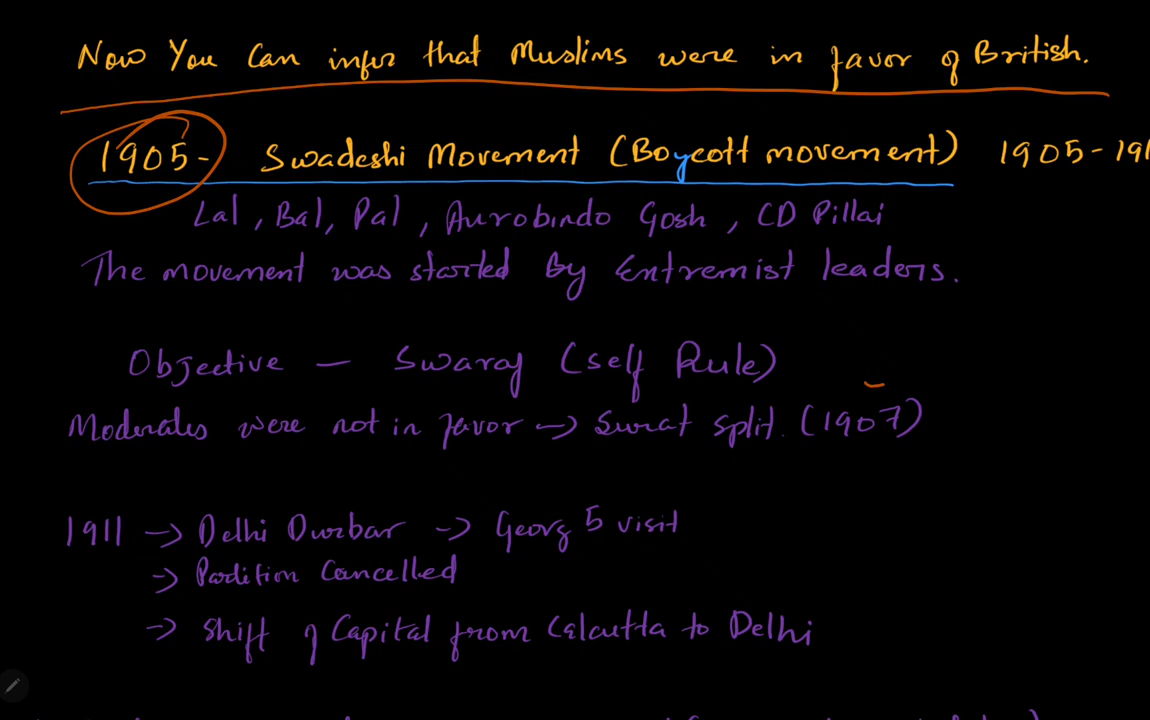 Now You Can infer that Muslims were in favor of British.
1905- Swadeshi Movement (Boycott movement) 1905-191
Lal, Bal, Pal, Aurobindo Gosh, CD Pillai
The movement was started by Extremist leaders.
Objective - Swaraj (self Rule)
Moderates were not in favor -> Surat split. (1907)
1911 -> Delhi Durbar -> Georg 5 visit
-> Partition Cancelled
-> Shift of Capital from Calcutta to Delhi